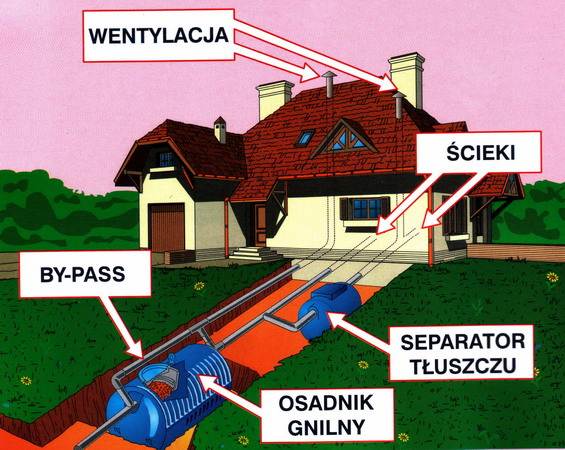 WENTYLACJA
ŚCIEKI
BY-PASS
SEPARATOR
TŁUSZCZU
OSADNIK
GNILNY